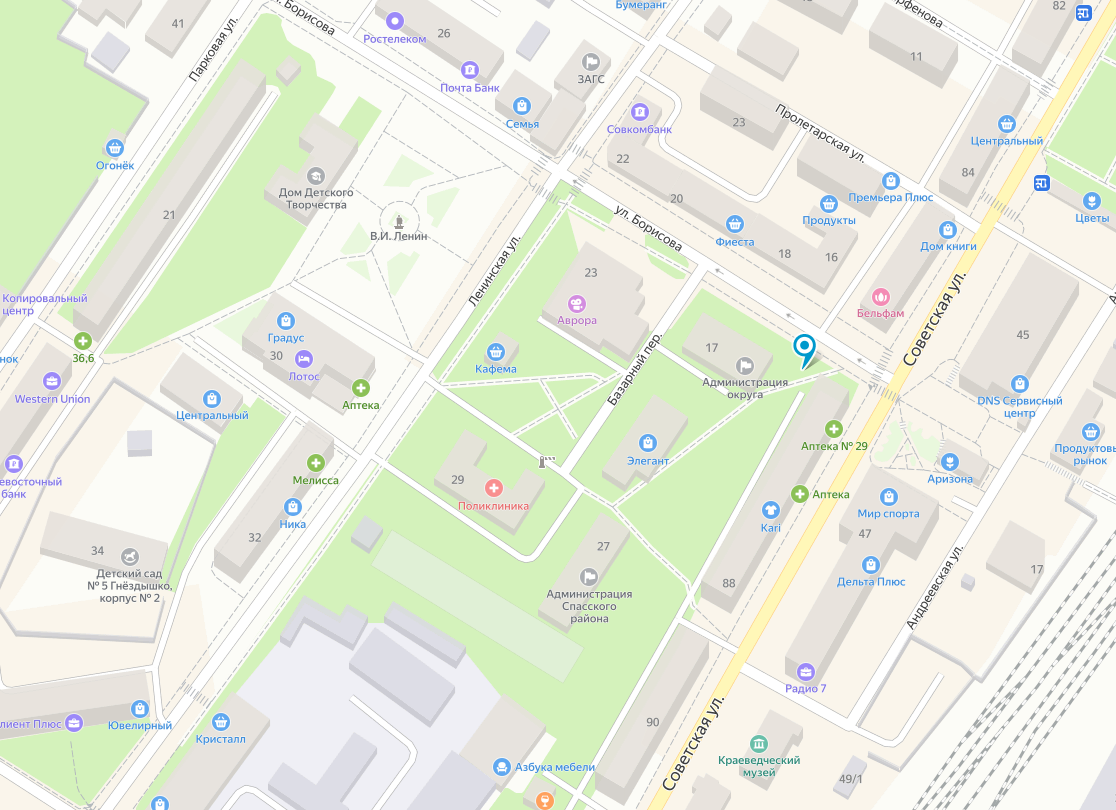 Бумеранг
82
41
ул. Борисова
26
Ростелеком
Парковая ул.
11
ЗАГС
Почта Банк
Семья
Совкомбанк
23
Пролетарская ул.
Центральный
22
84
Огонёк
Дом Детского
Творчества
20
Премьера Плюс
21
Продукты
Цветы
ул. Борисова
В.И. Ленин
Фиеста
Дом книги
18
16
Ленинская ул.
23
Копировальный
центр
Аврора
Бельфам
Советская ул.
45
Градус
36,6
30
Лотос
Кафема
Базарный пер.
17
Администрация
округа
Western Union
Аптека
Центральный
DNS Сервисный
центр
Аптека № 29
Элегант
Продуктовы
рынок
Мелисса
Аризона
29
Поликлиника
Аптека
Мир спорта
банк
Ника
Kari
47
32
34
27
Детский сад
№ 5 Гнёздышко,
корпус № 2
Администрация
Спасского
района
88
Дельта Плюс
17
Андреевская ул.
Радио 7
Ювелирный
Кристалл
90
Советская ул.
Краеведческий
музей
Азбука мебели
49/1